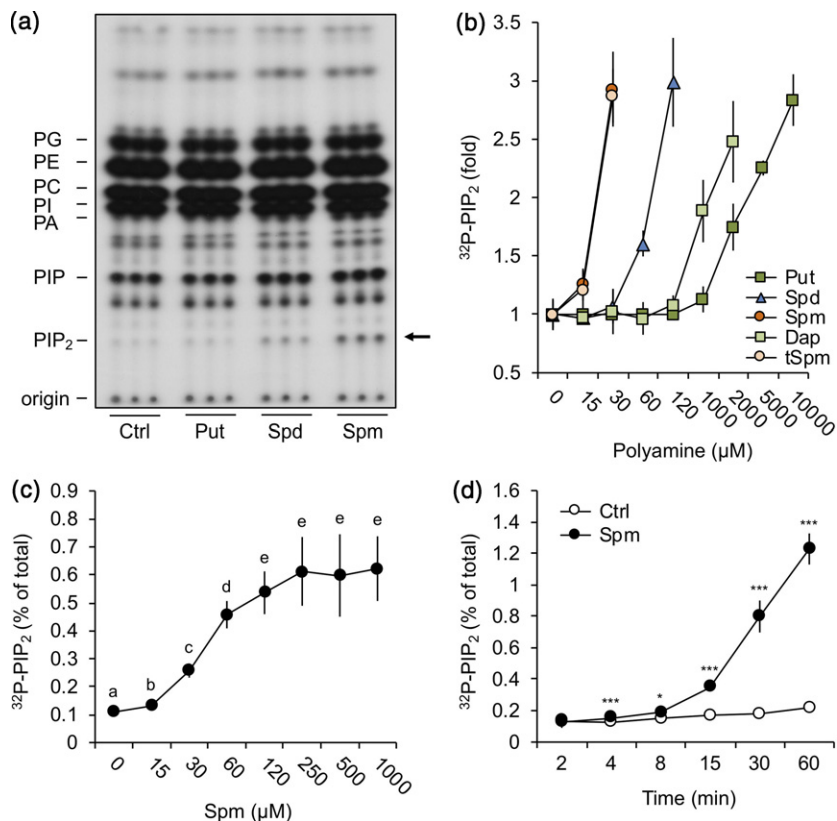 (a)
PG
PE
PC
PI
PA
PIP
PIP₂
origin
Ctrl Put Spd Spm
(b)
³²P-PIP₂ (fold)
3.5
3
2.5
2
1.5
1
0.5
Put
Spd
Spm
Dap
tSpm
0 15 30 60 120 1000 2000 5000 10000
Polyamine (µM)
(c)
³²P-PIP₂ (% of total)
0.9
0.8
0.7
0.6
0.5
0.4
0.3
0.2
0.1
0
a b c d e e e e
0 15 30 60 120 250 500 1000
Spm (µM)
(d)
³²P-PIP₂ (% of total)
1.6
1.4
1.2
1
0.8
0.6
0.4
0.2
0
Ctrl
Spm
*** * *** *** ***
2 4 8 15 30 60
Time (min)